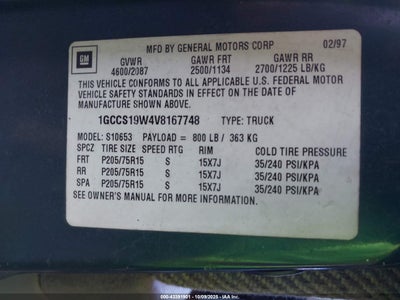 GM
MFD BY GENERAL MOTORS CORP 02/97
GVWR GAWR FRT GAWR RR
4600/2087 2500/1134 2700/1225 LB/KG
THIS VEHICLE CONFORMS TO ALL APPLICABLE U.S. FEDERAL MOTOR
VEHICLE SAFETY STANDARDS IN EFFECT ON THE DATE OF
MANUFACTURE SHOWN ABOVE.
1GCCS19W4V8167748 TYPE: TRUCK
MODEL: S10653 PAYLOAD = 800 LB / 363 KG
SPCZ TIRE SIZE SPEED RTG RIM COLD TIRE PRESSURE
FRT P205/75R15 S 15X7J 35/240 PSI/KPA
RR P205/75R15 S 15X7J 35/240 PSI/KPA
SPA P205/75R15 S 15X7J 35/240 PSI/KPA
SEE OWNER'S MANUAL FOR MORE INFORMATION.
000-43391901 - 10/09/2025 - IAA Inc.